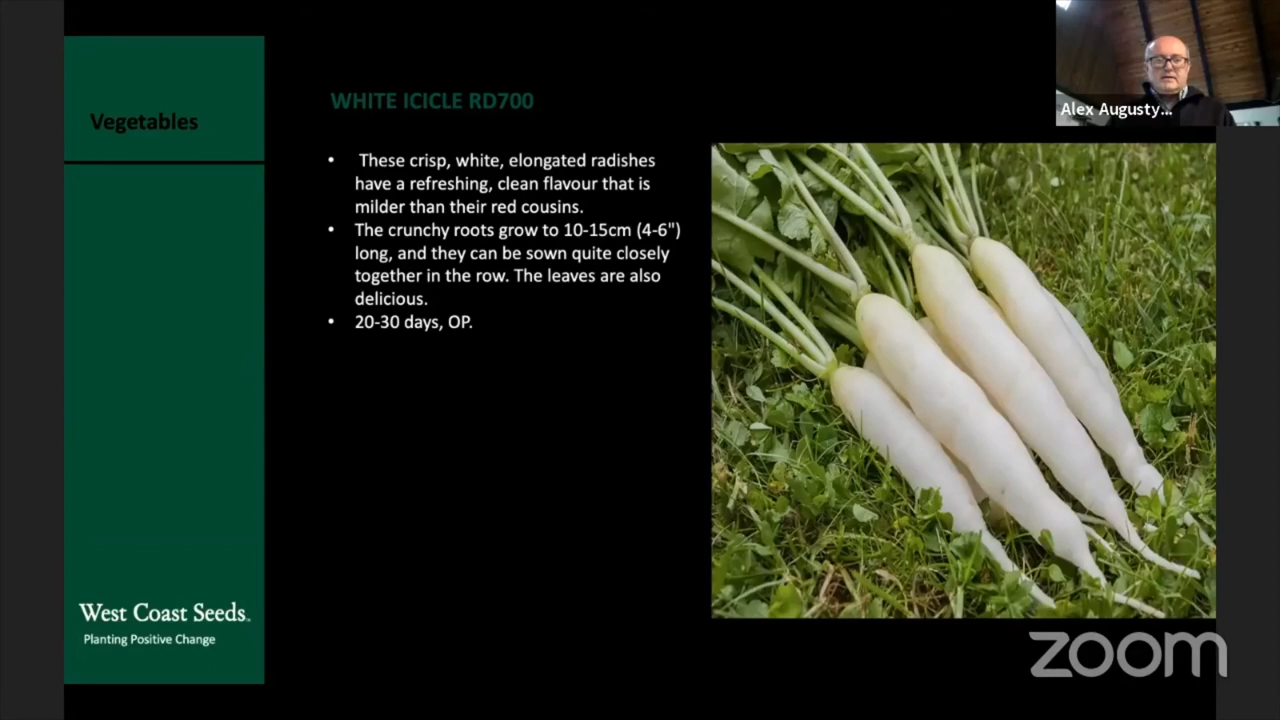 Vegetables
WHITE ICICLE RD700
• These crisp, white, elongated radishes
have a refreshing, clean flavour that is
milder than their red cousins.
• The crunchy roots grow to 10-15cm (4-6")
long, and they can be sown quite closely
together in the row. The leaves are also
delicious.
• 20-30 days, OP.
Alex Augusty...
West Coast Seeds.
Planting Positive Change
zoom